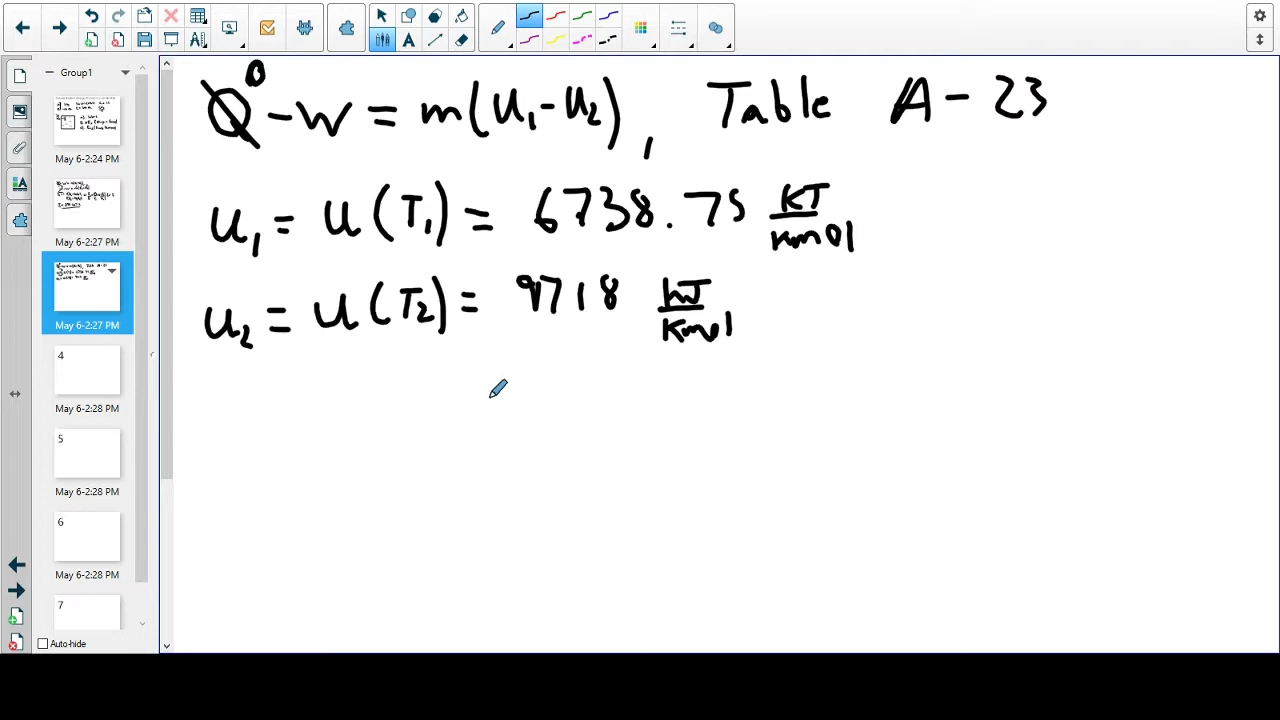 Group1
May 6-2:24 PM
May 6-2:27 PM
May 6-2:27 PM
4
May 6-2:28 PM
5
May 6-2:28 PM
6
May 6-2:28 PM
7
Auto-hide
Q⁰ - W = m(u₁ - u₂), Table A-23
u₁ = u(T₁) = 6738.75 kJ/kmol
u₂ = u(T₂) = 9718 kJ/kmol